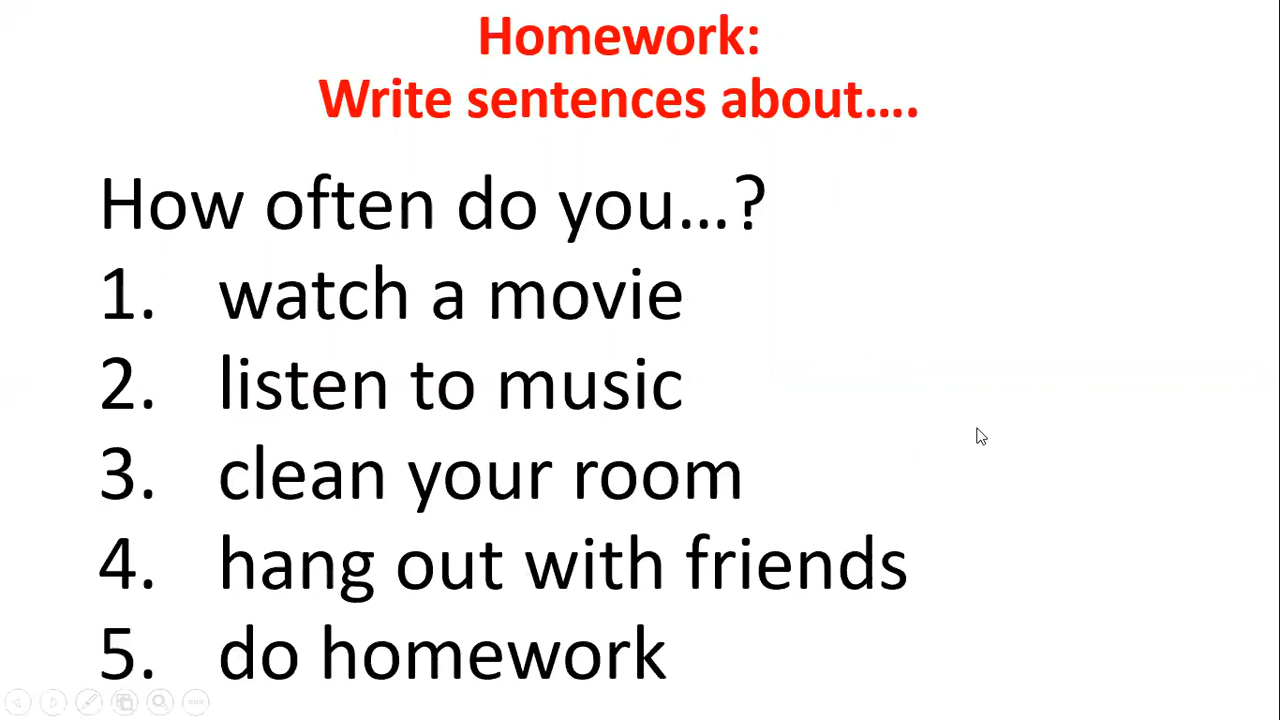 Homework:
Write sentences about....
How often do you...?
1. watch a movie
2. listen to music
3. clean your room
4. hang out with friends
5. do homework